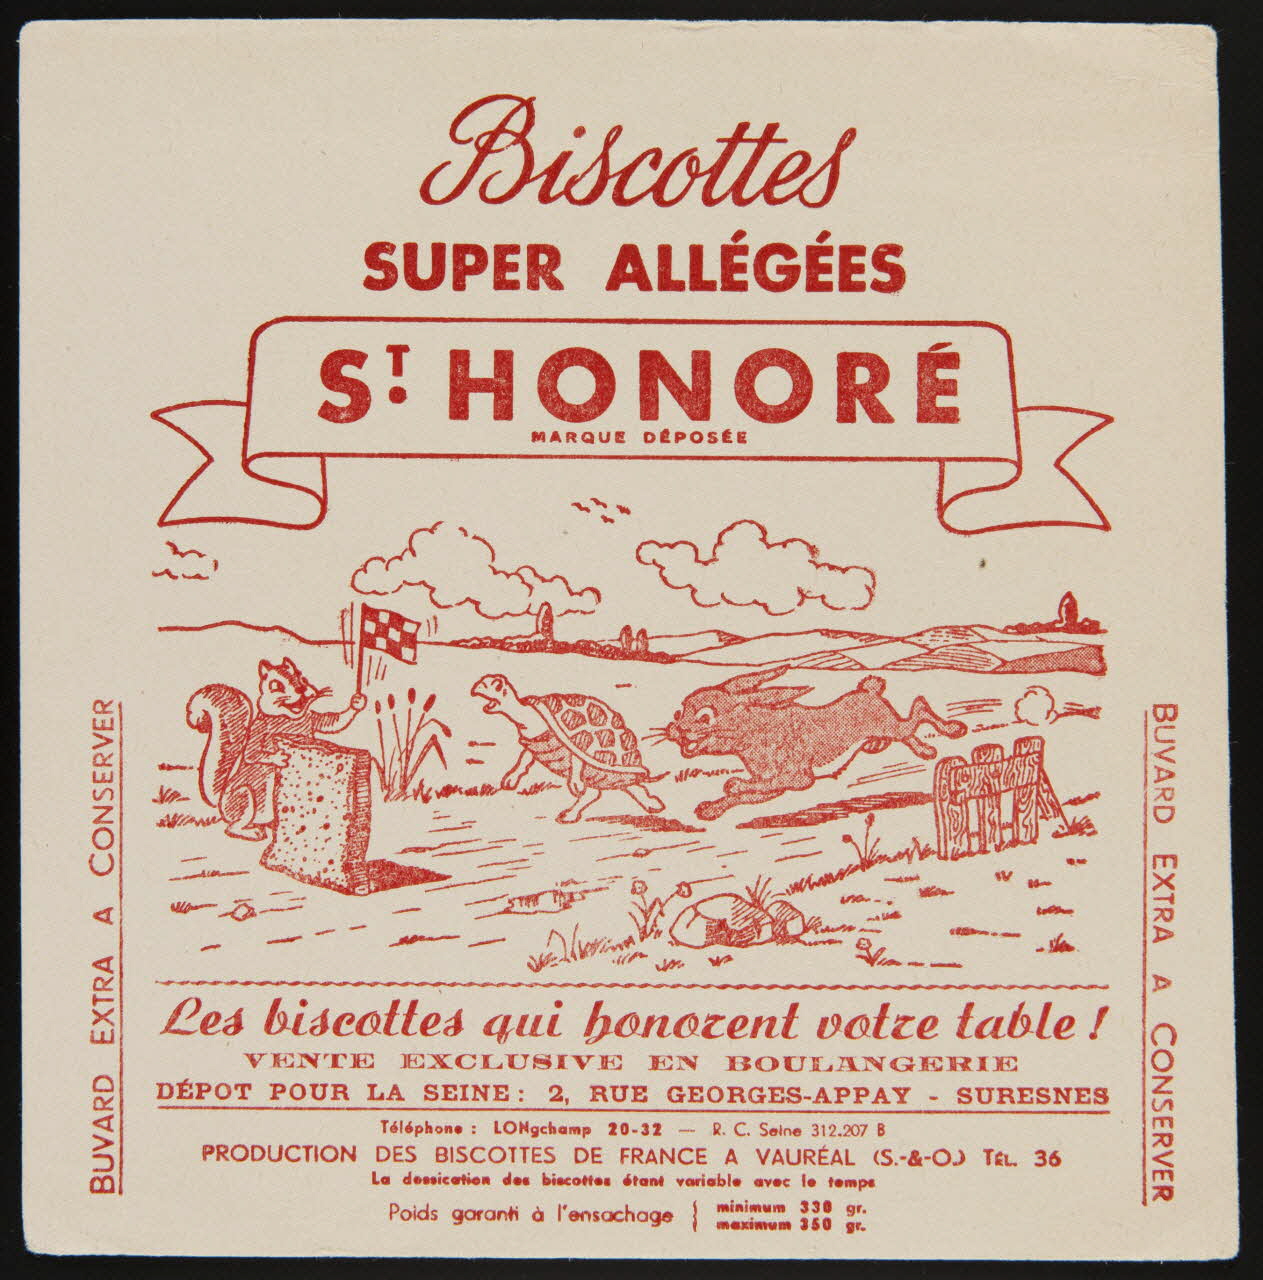 Biscottes
SUPER ALLÉGÉES
ST. HONORÉ
MARQUE DÉPOSÉE
BUVARD EXTRA A CONSERVER
BUVARD EXTRA A CONSERVER
Les biscottes qui honorent votre table !
VENTE EXCLUSIVE EN BOULANGERIE
DÉPOT POUR LA SEINE : 2, RUE GEORGES-APPAY - SURESNES
Téléphone : LONgchamp 20-32 — R. C. Seine 312.207 B
PRODUCTION DES BISCOTTES DE FRANCE A VAURÉAL (S.-&-O.) TÉL. 36
La dessication des biscottes étant variable avec le temps
Poids garanti à l'ensachage } minimum 330 gr.
maximum 350 gr.